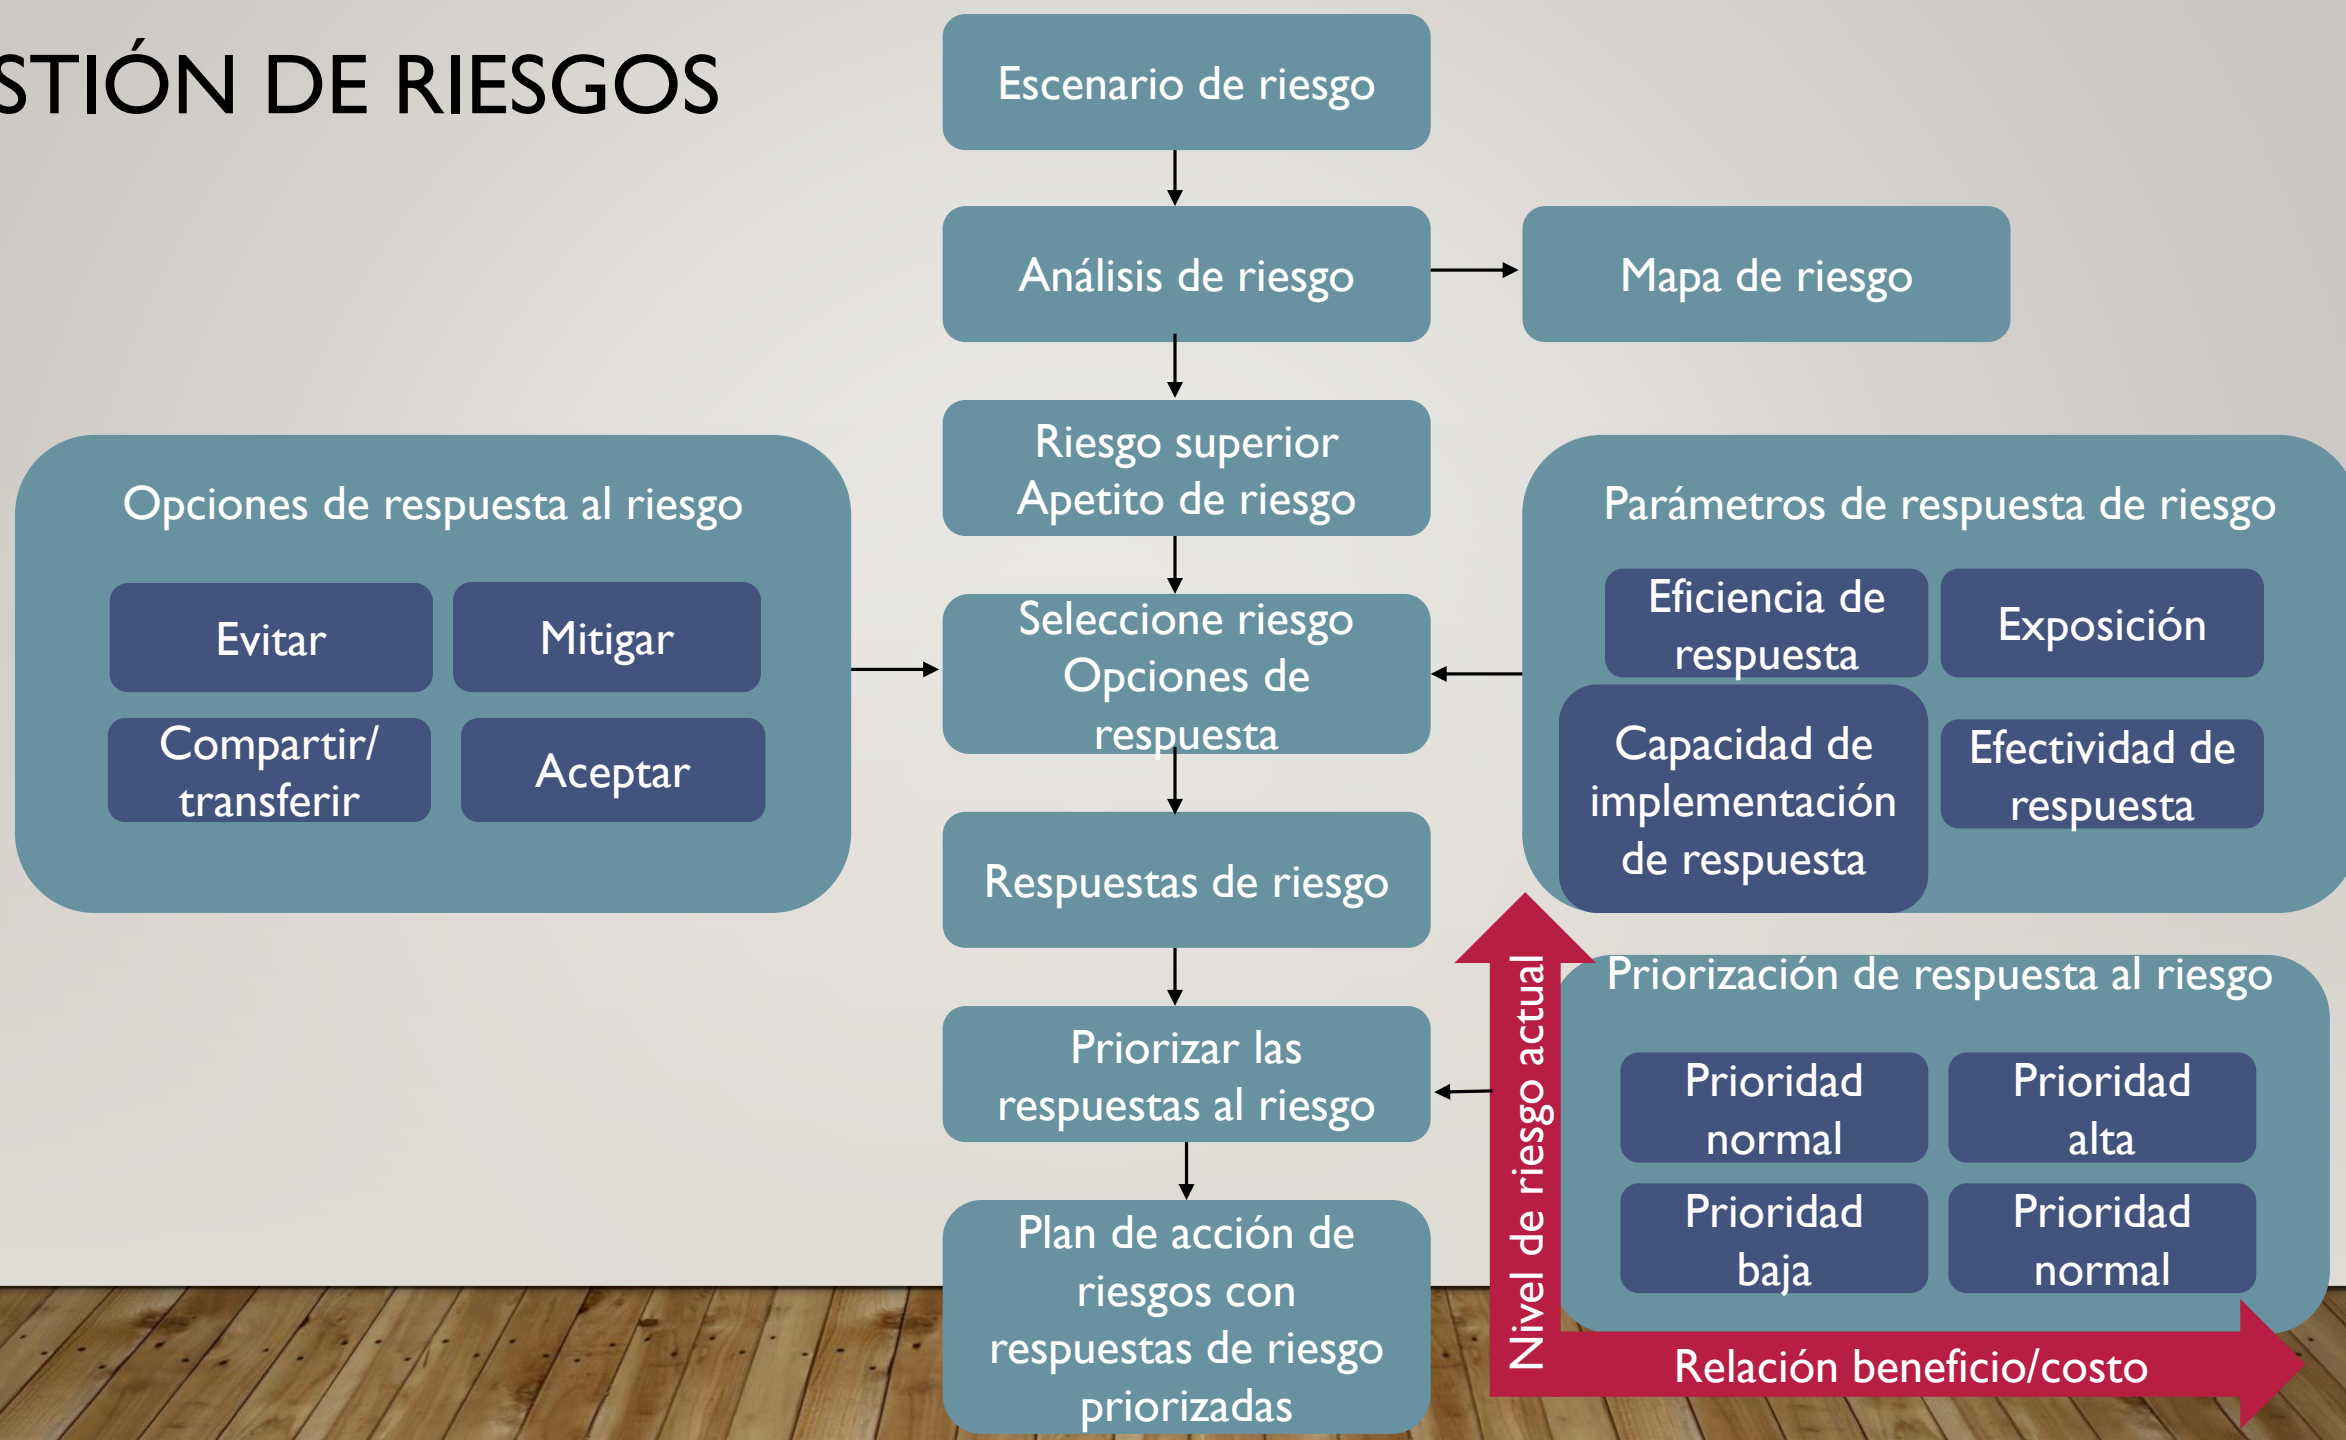 STIÓN DE RIESGOS
Escenario de riesgo
Análisis de riesgo
Mapa de riesgo
Riesgo superior
Apetito de riesgo
Opciones de respuesta al riesgo
Evitar
Mitigar
Compartir/
transferir
Aceptar
Seleccione riesgo
Opciones de
respuesta
Parámetros de respuesta de riesgo
Eficiencia de
respuesta
Exposición
Capacidad de
implementación
de respuesta
Efectividad de
respuesta
Respuestas de riesgo
Priorizar las
respuestas al riesgo
Nivel de riesgo actual
Priorización de respuesta al riesgo
Prioridad
normal
Prioridad
alta
Prioridad
baja
Prioridad
normal
Relación beneficio/costo
Plan de acción de
riesgos con
respuestas de riesgo
priorizadas